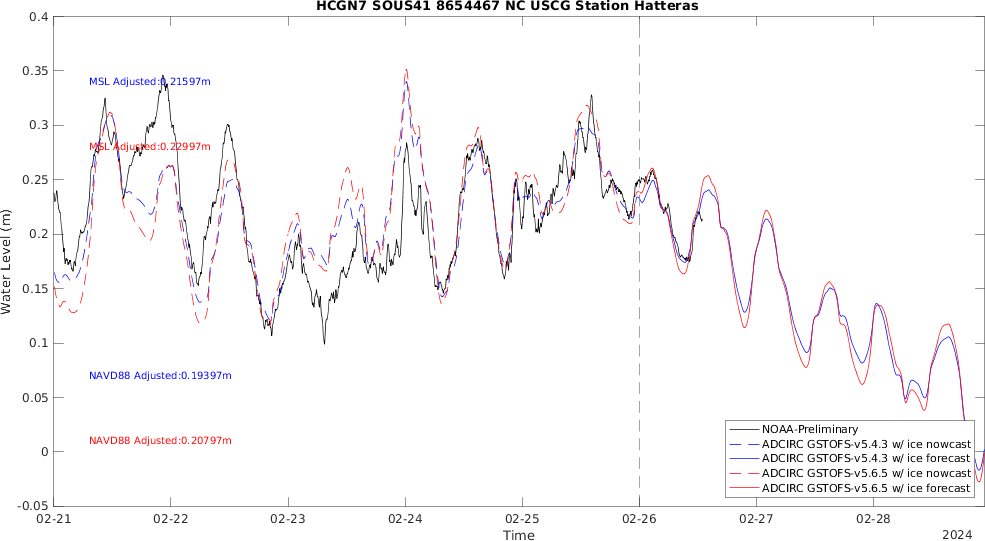 HCGN7 SOUS41 8654467 NC USCG Station Hatteras
0.4
0.35
0.3
0.25
0.2
0.15
0.1
0.05
0
-0.05
Water Level (m)
MSL Adjusted:0.21597m
MSL Adjusted:0.22997m
NAVD88 Adjusted:0.19397m
NAVD88 Adjusted:0.20797m
NOAA-Preliminary
ADCIRC GSTOFS-v5.4.3 w/ ice nowcast
ADCIRC GSTOFS-v5.4.3 w/ ice forecast
ADCIRC GSTOFS-v5.6.5 w/ ice nowcast
ADCIRC GSTOFS-v5.6.5 w/ ice forecast
02-21 02-22 02-23 02-24 02-25 02-26 02-27 02-28
Time
2024